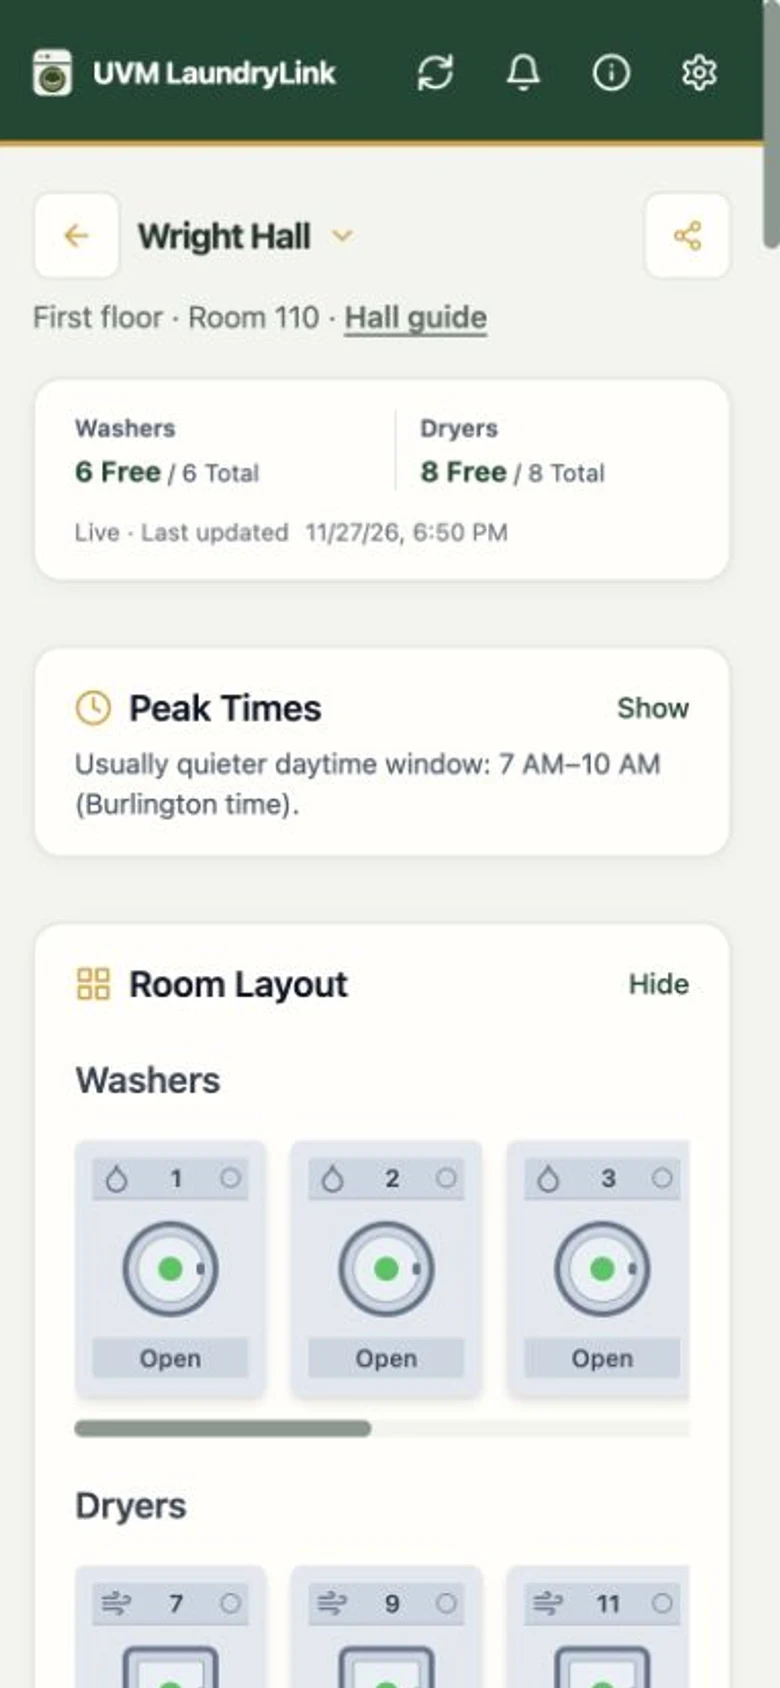 UVM LaundryLink
Wright Hall
First floor · Room 110 · Hall guide
Washers
6 Free / 6 Total
Dryers
8 Free / 8 Total
Live · Last updated 11/27/26, 6:50 PM
Peak Times
Show
Usually quieter daytime window: 7 AM–10 AM
(Burlington time).
Room Layout
Hide
Washers
1
2
3
Open
Open
Open
Dryers
7
9
11